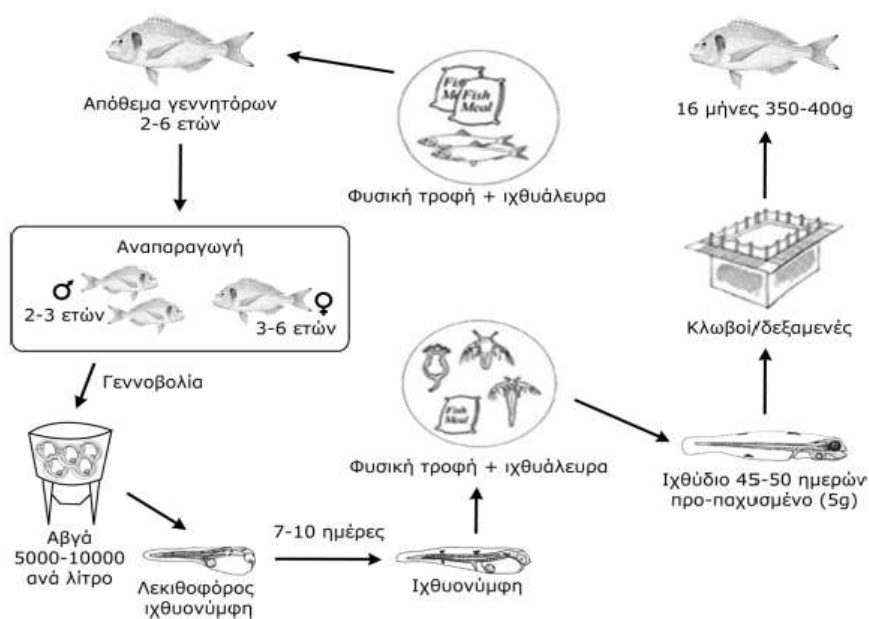 Απόθεμα γεννητόρων
2-6 ετών
Fish
Fish
Meal
Φυσική τροφή + ιχθυάλευρα
16 μήνες 350-400g
Αναπαραγωγή
♂
2-3 ετών
♀
3-6 ετών
Κλωβοί/δεξαμενές
Γεννοβολία
Fish
Meal
Φυσική τροφή + ιχθυάλευρα
Ιχθύδιο 45-50 ημερών
προ-παχυσμένο (5g)
Αβγά
5000-10000
ανά λίτρο
Λεκιθοφόρος
ιχθυονύμφη
7-10 ημέρες
Ιχθυονύμφη